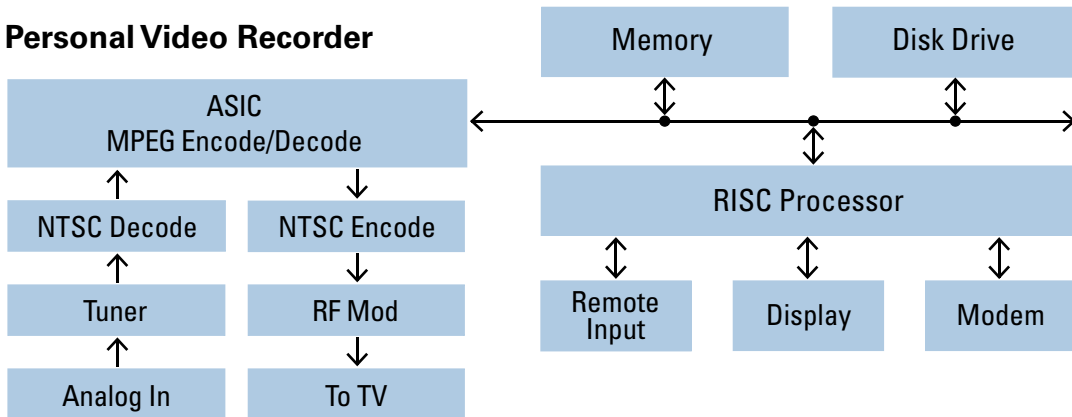 Personal Video Recorder
Memory
Disk Drive
ASIC
MPEG Encode/Decode
RISC Processor
NTSC Decode
NTSC Encode
Tuner
RF Mod
Remote
Input
Display
Modem
Analog In
To TV